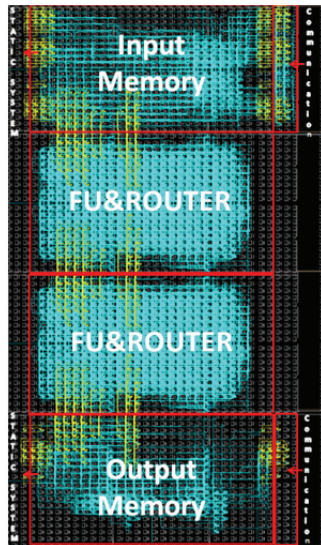 STATIC SYSTEM
Input
Memory
Communication
FU&ROUTER
FU&ROUTER
STATIC SYSTEM
Output
Memory
Communication